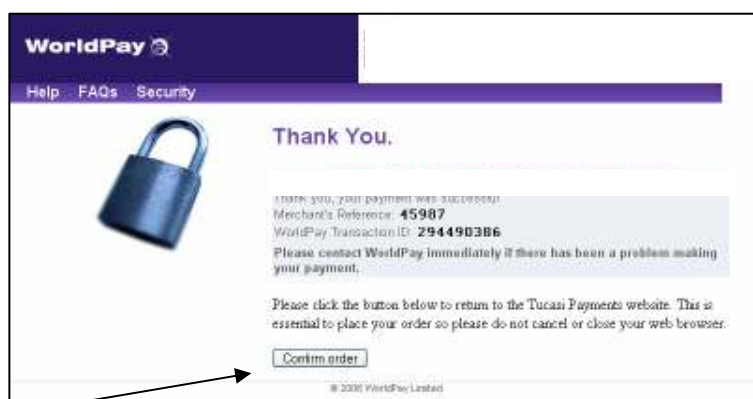 WorldPay
Help FAQs Security
Thank You.
Thank you, your payment was successful
Merchant's Reference: 45987
WorldPay Transaction ID: 294490386
Please contact WorldPay immediately if there has been a problem making
your payment.
Please click the button below to return to the Tucasi Payments website. This is
essential to place your order so please do not cancel or close your web browser.
Confirm order
© 2006 WorldPay Limited